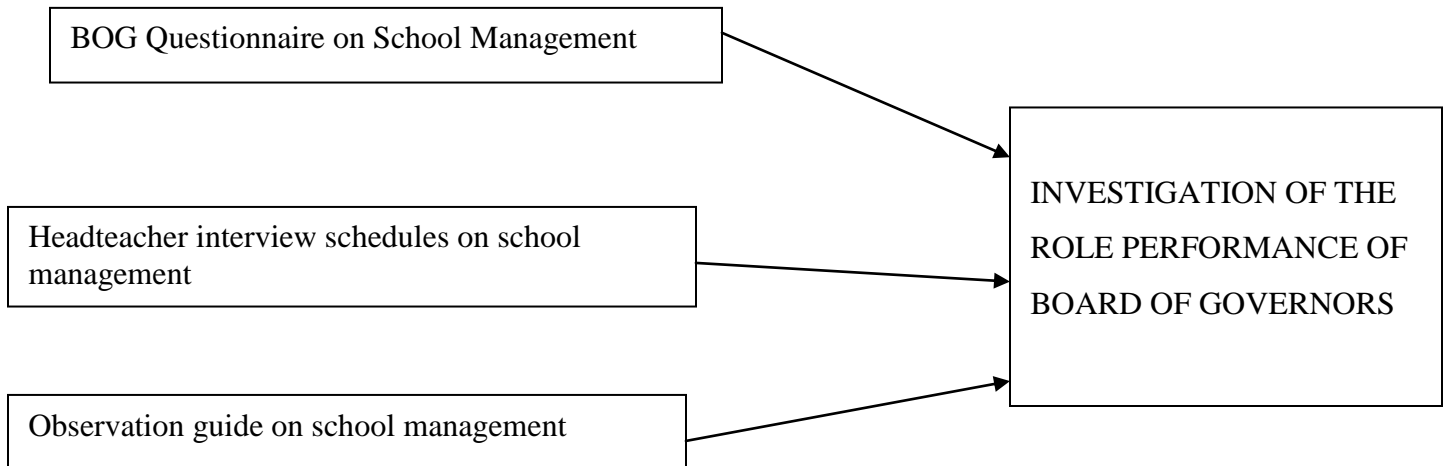 BOG Questionnaire on School Management
Headteacher interview schedules on school
management
Observation guide on school management
INVESTIGATION OF THE
ROLE PERFORMANCE OF
BOARD OF GOVERNORS